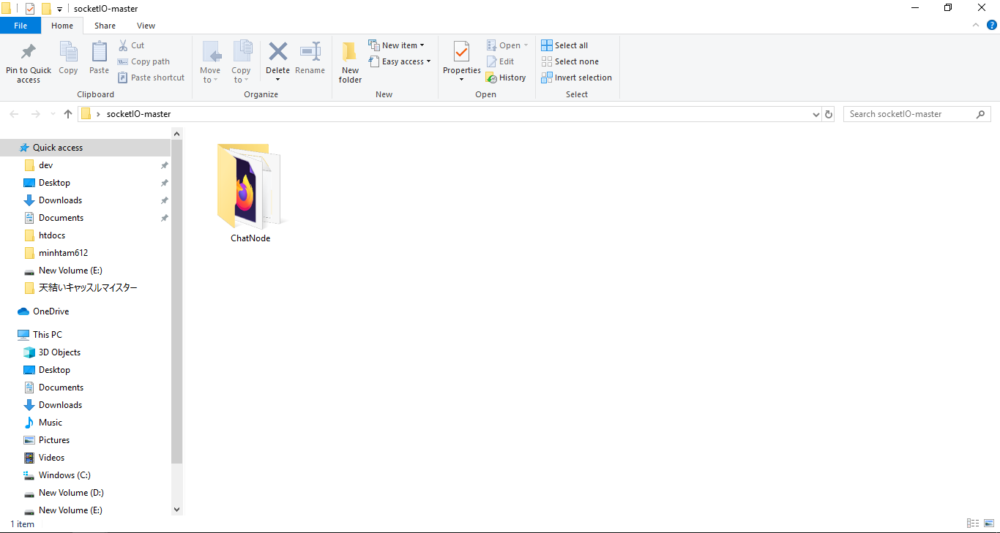 socketIO-master
File Home Share View
Pin to Quick access
Copy
Paste
Cut
Copy path
Paste shortcut
Clipboard
Move to
Copy to
Delete
Rename
Organize
New folder
New item
Easy access
New
Properties
Open
Edit
History
Open
Select all
Select none
Invert selection
Select
socketIO-master
Search socketIO-master
Quick access
dev
Desktop
Downloads
Documents
htdocs
minhtam612
New Volume (E:)
天結いキャッスルマイスター
OneDrive
This PC
3D Objects
Desktop
Documents
Downloads
Music
Pictures
Videos
Windows (C:)
New Volume (D:)
New Volume (E:)
ChatNode
1 item